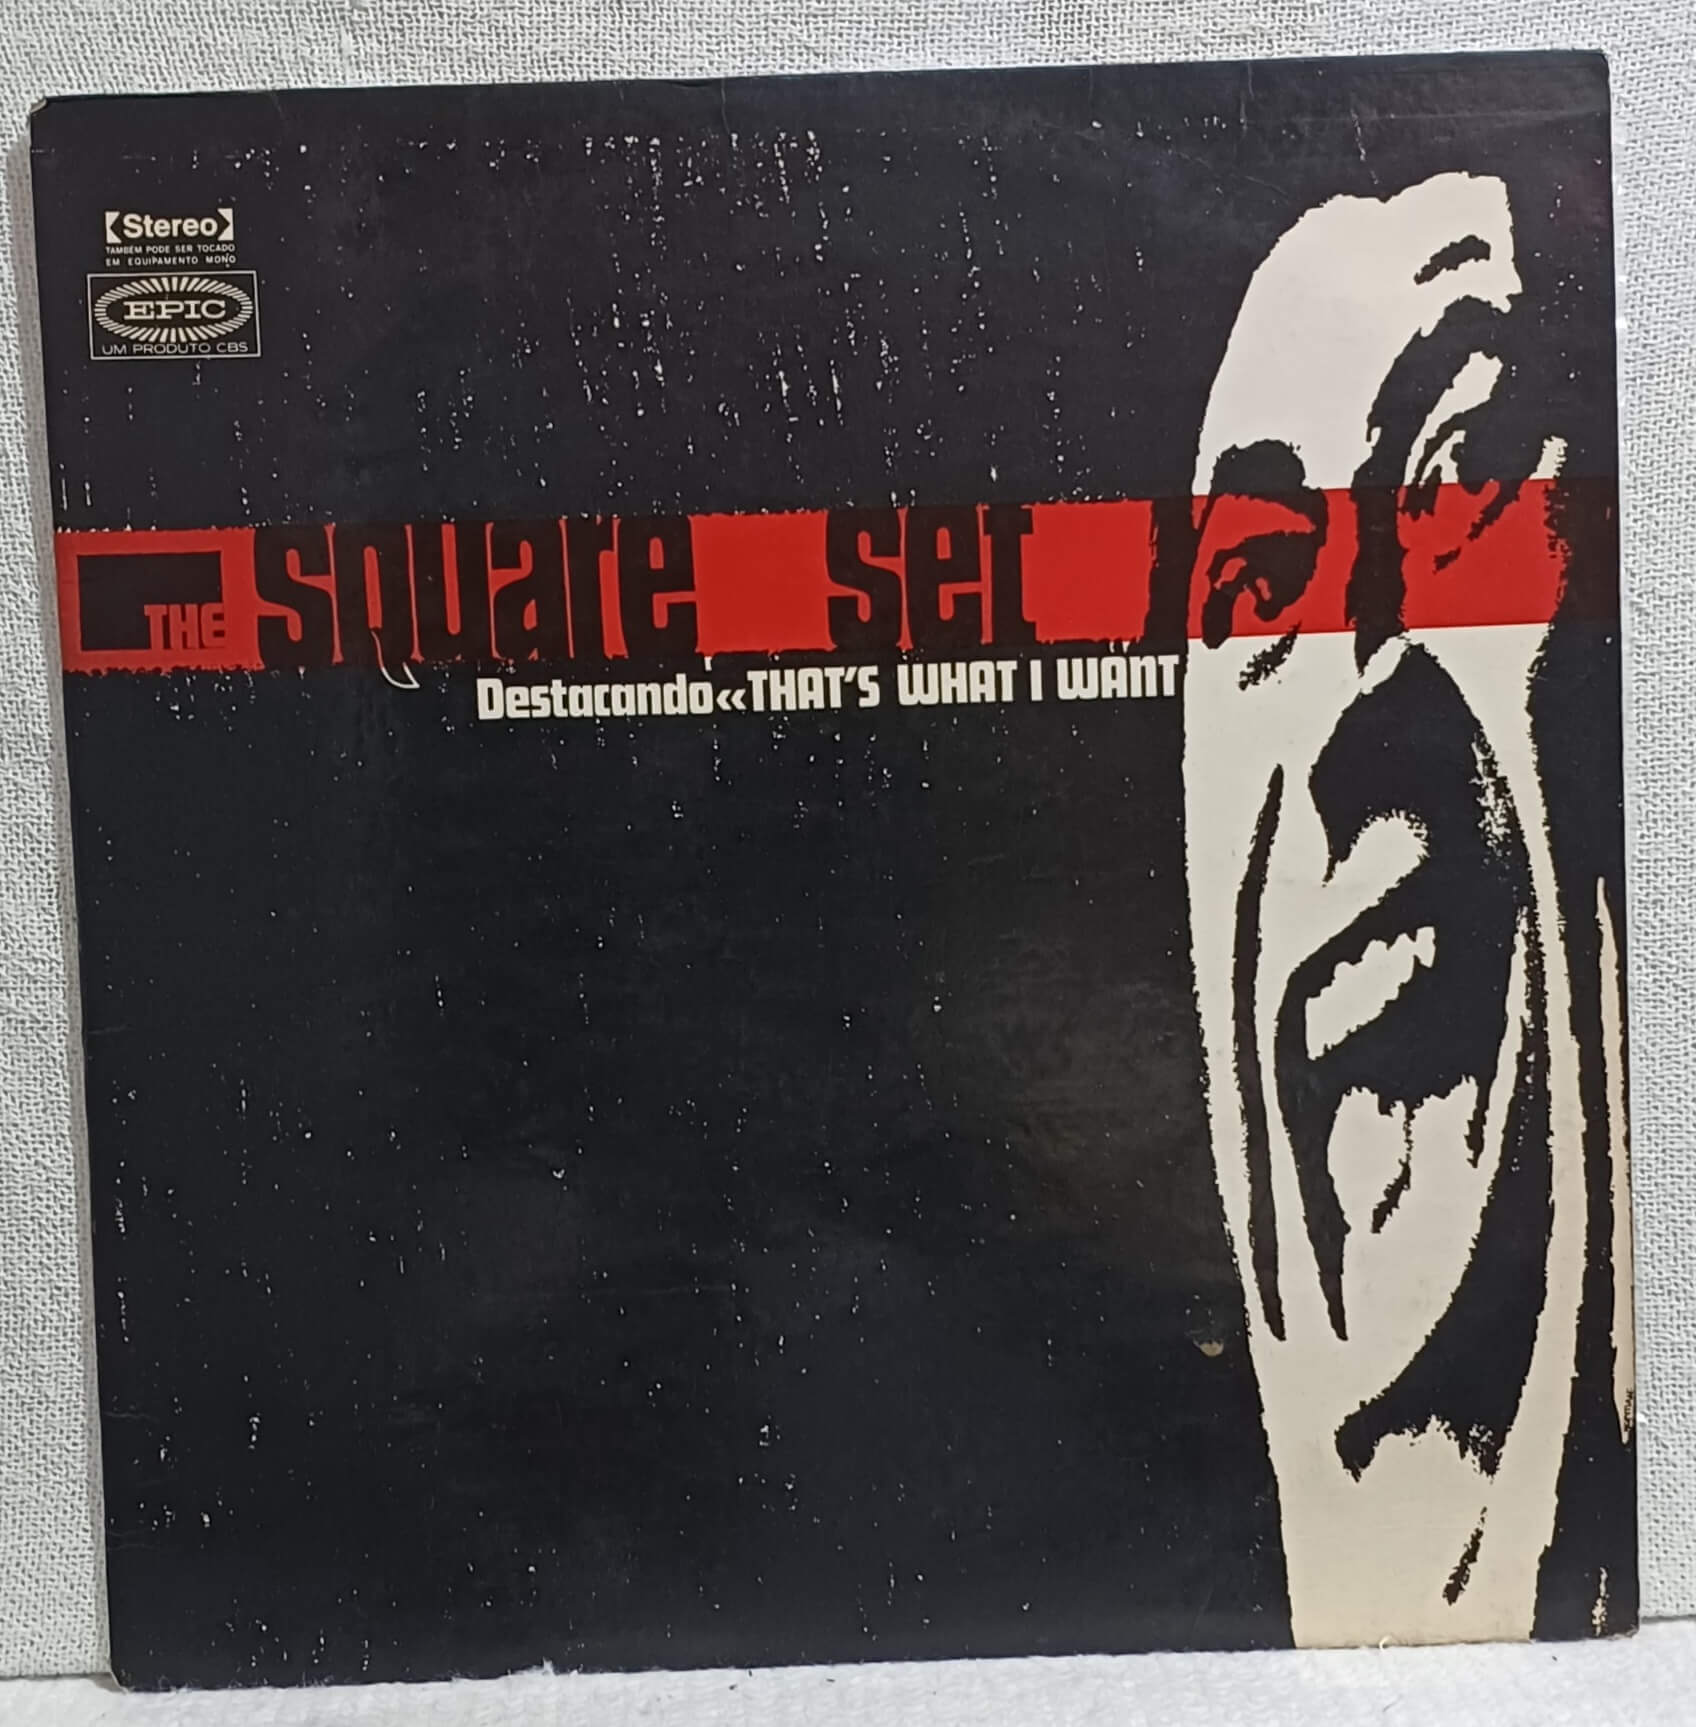 Stereo
TAMBÉM PODE SER TOCADO
EM EQUIPAMENTO MONO
EPIC
UM PRODUTO CBS
THE square set
Destacando «THAT'S WHAT I WANT